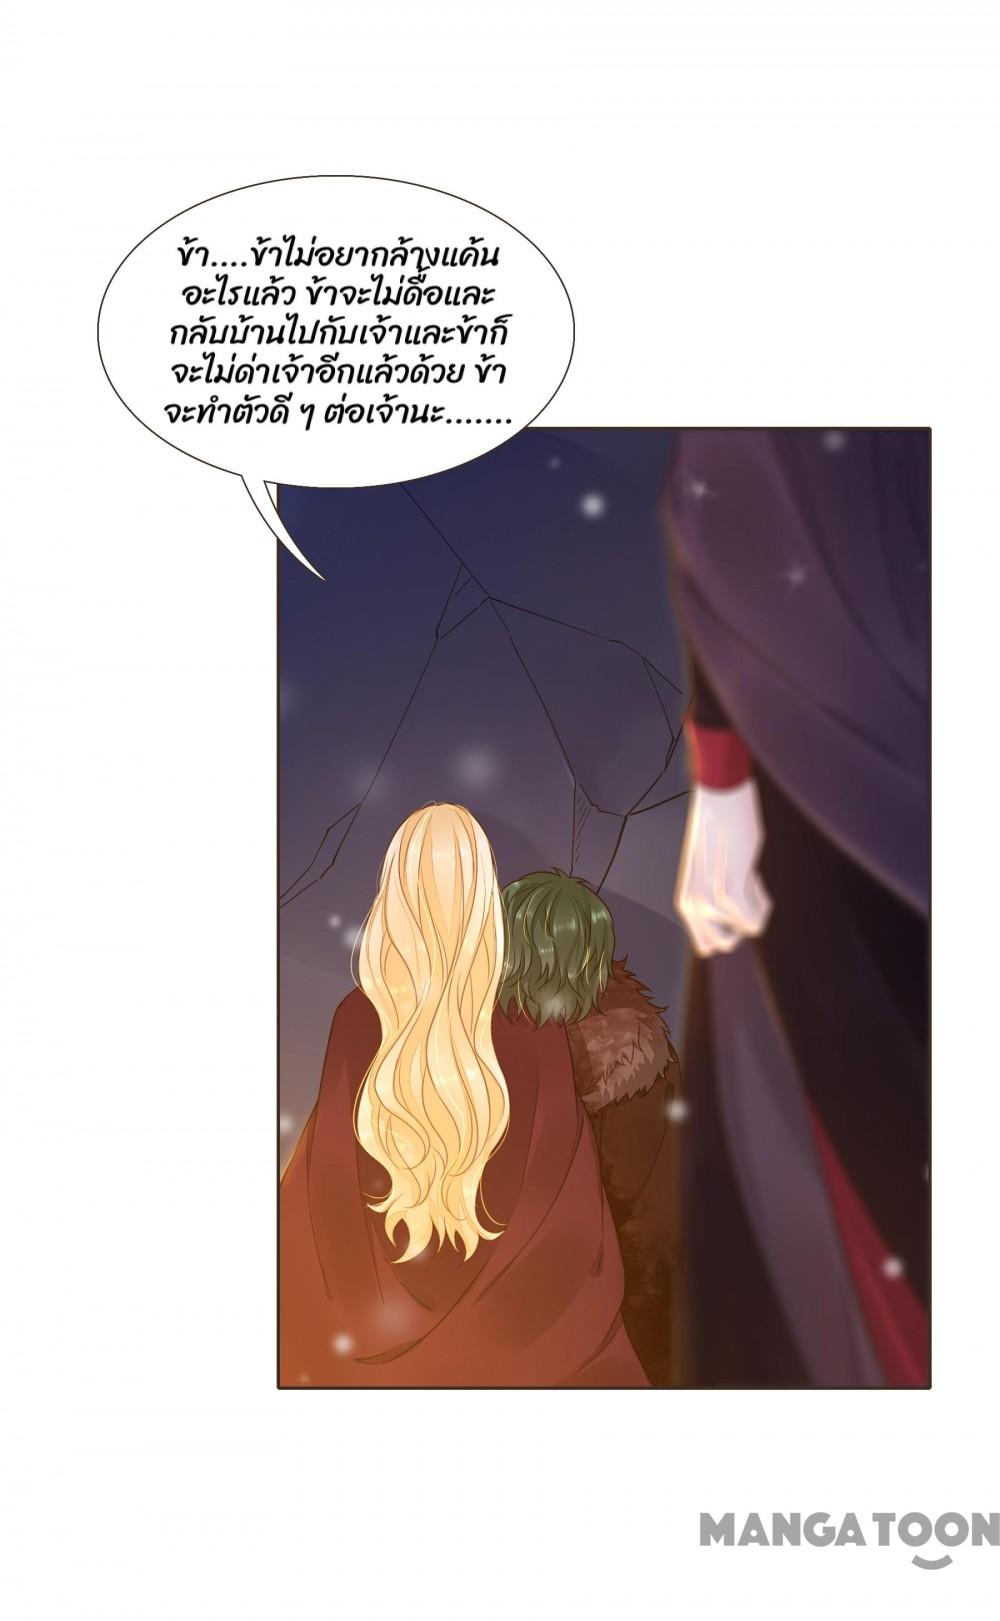 ข้า....ข้าไม่อยากล้างแค้น
อะไรแล้ว ข้าจะไม่ดื้อและ
กลับบ้านไปกับเจ้าและข้าก็
จะไม่ด่าเจ้าอีกแล้วด้วย ข้า
จะทำตัวดี ๆ ต่อเจ้านะ.......
MANGATOON